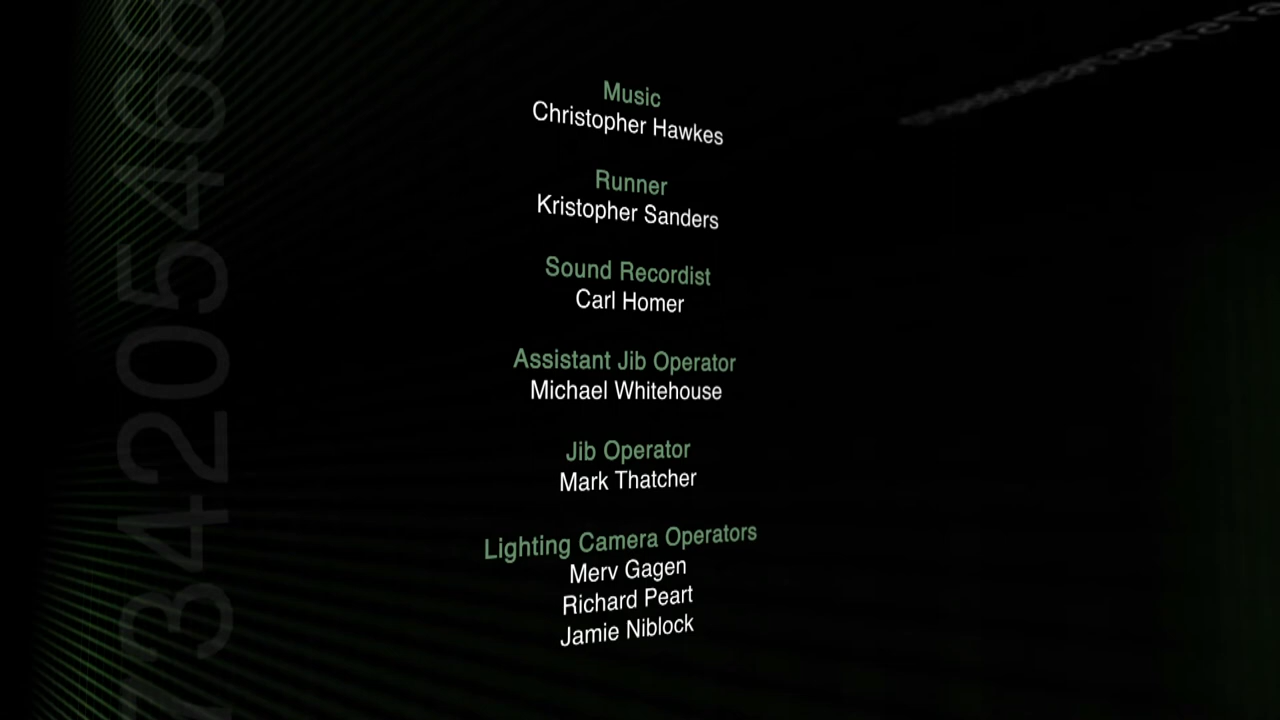 Music
Christopher Hawkes
Runner
Kristopher Sanders
Sound Recordist
Carl Homer
Assistant Jib Operator
Michael Whitehouse
Jib Operator
Mark Thatcher
Lighting Camera Operators
Merv Gagen
Richard Peart
Jamie Niblock
734205468